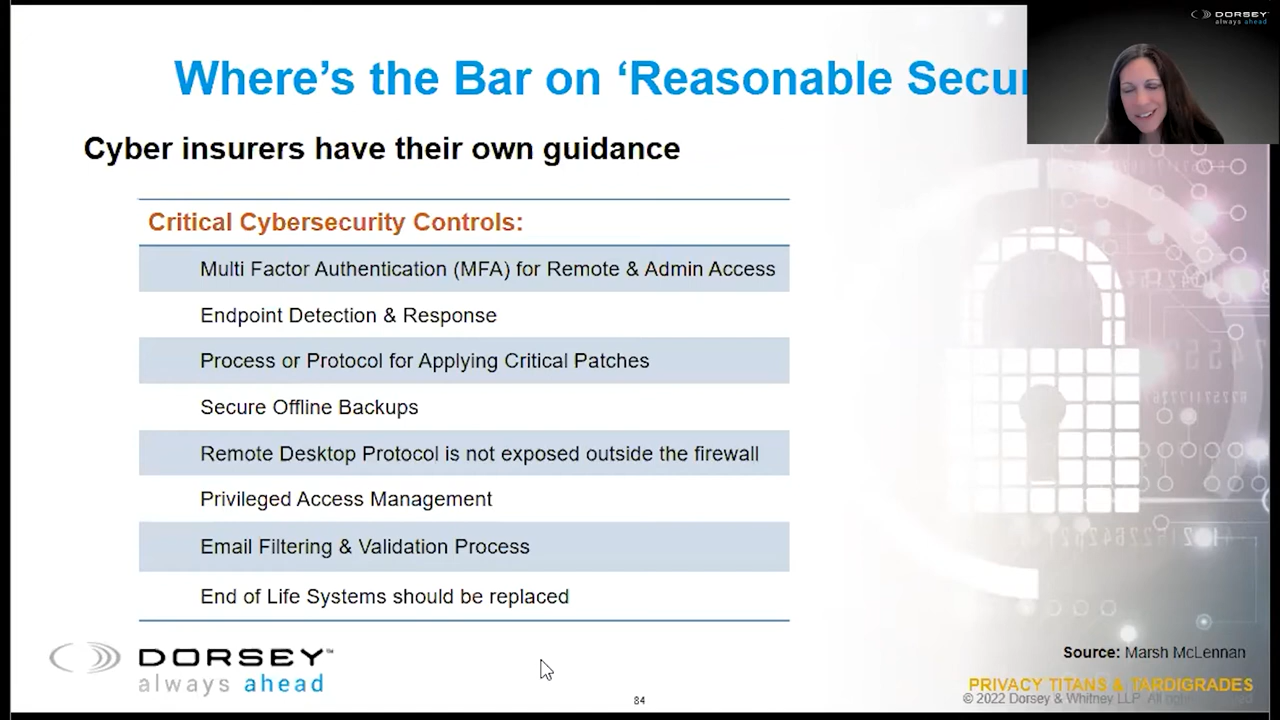 DORSEY
always ahead
Where's the Bar on ‘Reasonable Secur
Cyber insurers have their own guidance
Critical Cybersecurity Controls:
Multi Factor Authentication (MFA) for Remote & Admin Access
Endpoint Detection & Response
Process or Protocol for Applying Critical Patches
Secure Offline Backups
Remote Desktop Protocol is not exposed outside the firewall
Privileged Access Management
Email Filtering & Validation Process
End of Life Systems should be replaced
DORSEY™
always ahead
Source: Marsh McLennan
PRIVACY TITANS & TARDIGRADES
© 2022 Dorsey & Whitney LLP. All
84